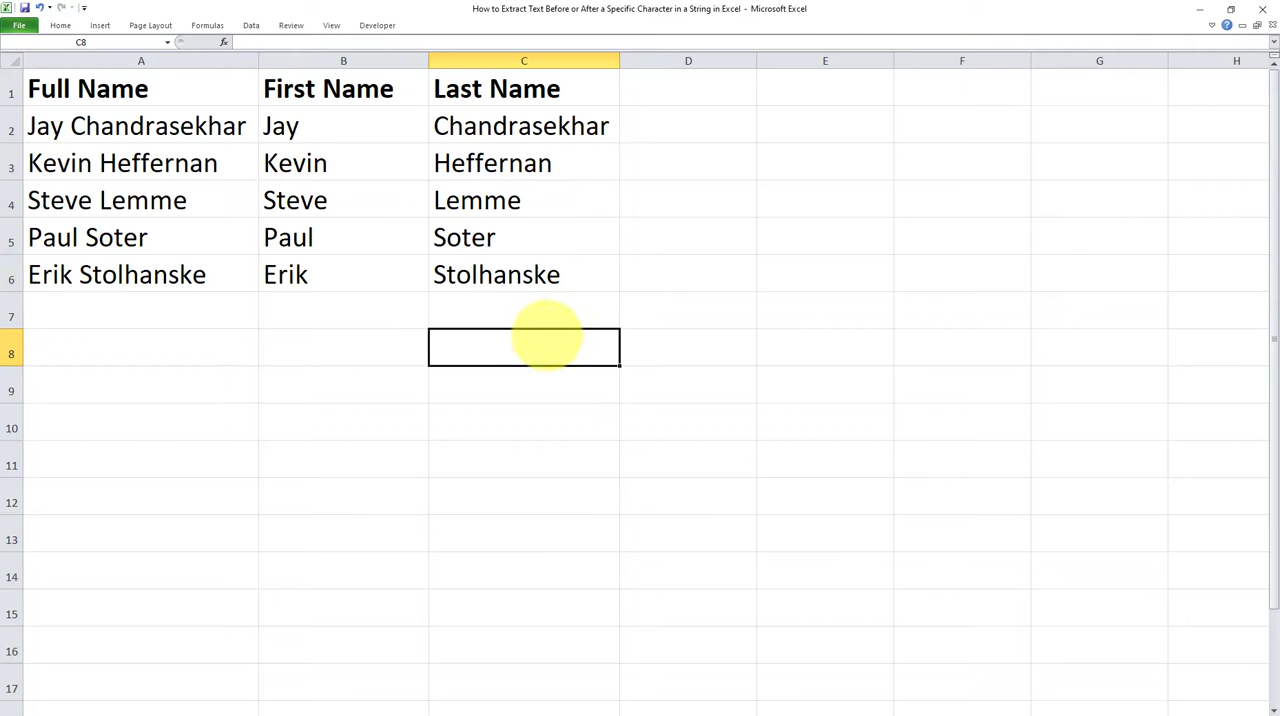 How to Extract Text Before or After a Specific Character in a String in Excel - Microsoft Excel
File Home Insert Page Layout Formulas Data Review View Developer
C8 fx
A B C D E F G H
1 Full Name First Name Last Name
2 Jay Chandrasekhar Jay Chandrasekhar
3 Kevin Heffernan Kevin Heffernan
4 Steve Lemme Steve Lemme
5 Paul Soter Paul Soter
6 Erik Stolhanske Erik Stolhanske
7
8
9
10
11
12
13
14
15
16
17